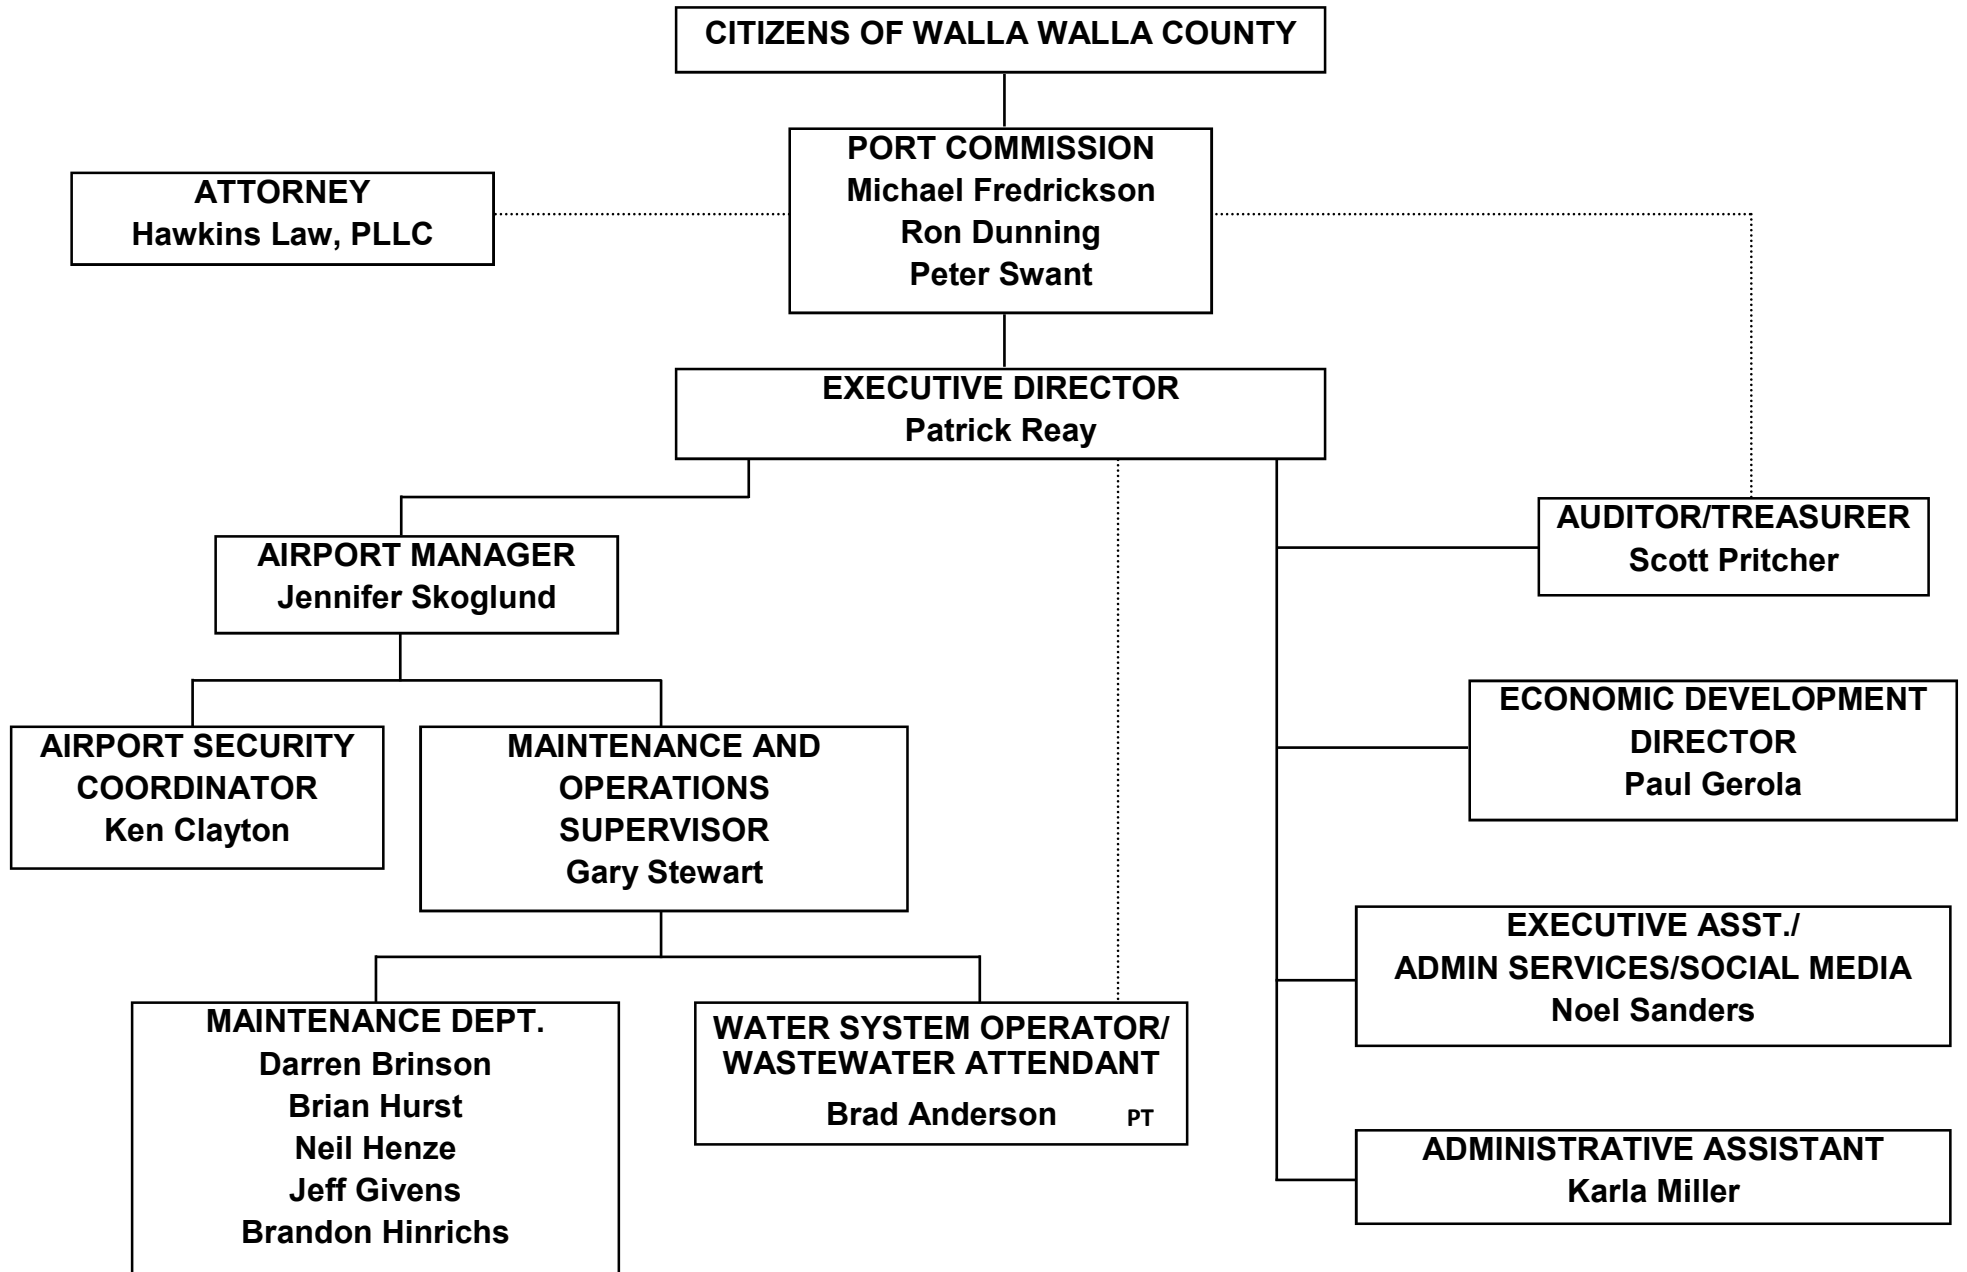 CITIZENS OF WALLA WALLA COUNTY
PORT COMMISSION
Michael Fredrickson
Ron Dunning
Peter Swant
ATTORNEY
Hawkins Law, PLLC
EXECUTIVE DIRECTOR
Patrick Reay
AUDITOR/TREASURER
Scott Pritcher
AIRPORT MANAGER
Jennifer Skoglund
ECONOMIC DEVELOPMENT
DIRECTOR
Paul Gerola
AIRPORT SECURITY
COORDINATOR
Ken Clayton
MAINTENANCE AND
OPERATIONS
SUPERVISOR
Gary Stewart
EXECUTIVE ASST./
ADMIN SERVICES/SOCIAL MEDIA
Noel Sanders
MAINTENANCE DEPT.
Darren Brinson
Brian Hurst
Neil Henze
Jeff Givens
Brandon Hinrichs
WATER SYSTEM OPERATOR/
WASTEWATER ATTENDANT
Brad Anderson PT
ADMINISTRATIVE ASSISTANT
Karla Miller